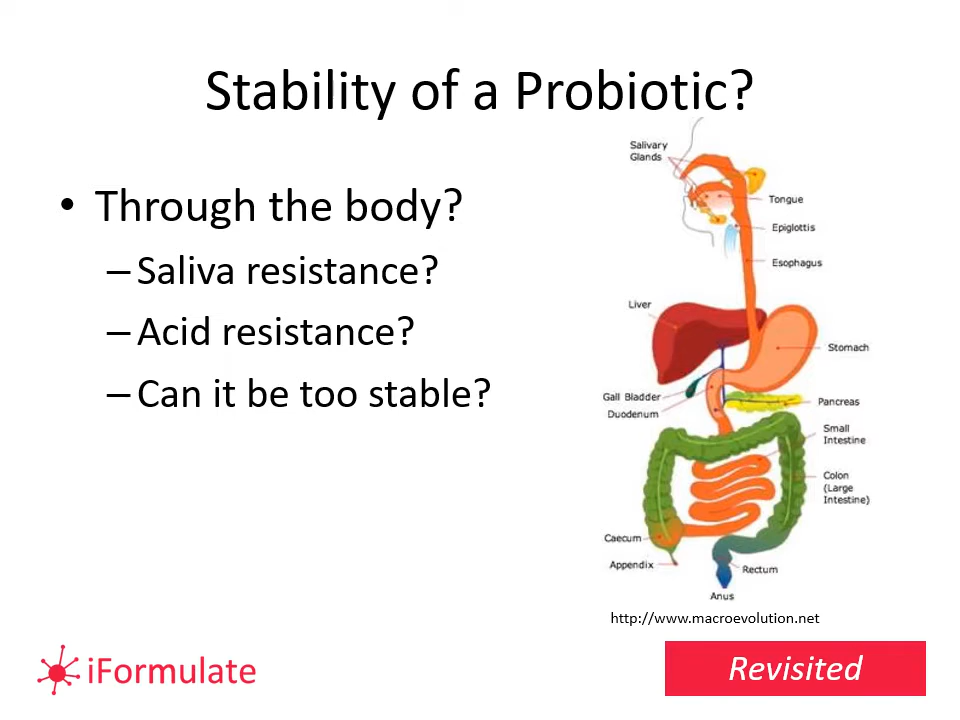 Stability of a Probiotic?
• Through the body?
– Saliva resistance?
– Acid resistance?
– Can it be too stable?
Salivary
Glands
Tongue
Epiglottis
Esophagus
Liver
Stomach
Gall Bladder
Duodenum
Pancreas
Small
Intestine
Colon
(Large
Intestine)
Caecum
Appendix
Rectum
Anus
http://www.macroevolution.net
iFormulate
Revisited